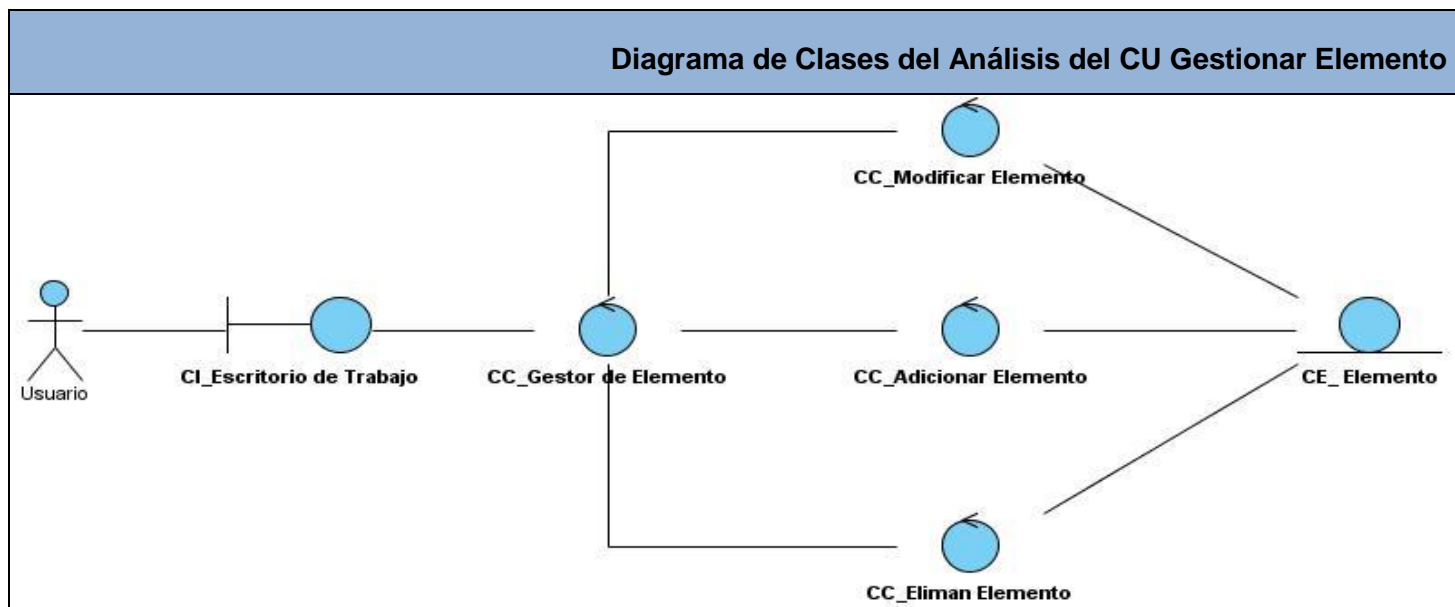 Diagrama de Clases del Análisis del CU Gestionar Elemento
CC_Modificar Elemento
Usuario
CI_Escritorio de Trabajo
CC_Gestor de Elemento
CC_Adicionar Elemento
CE_ Elemento
CC_Eliman Elemento